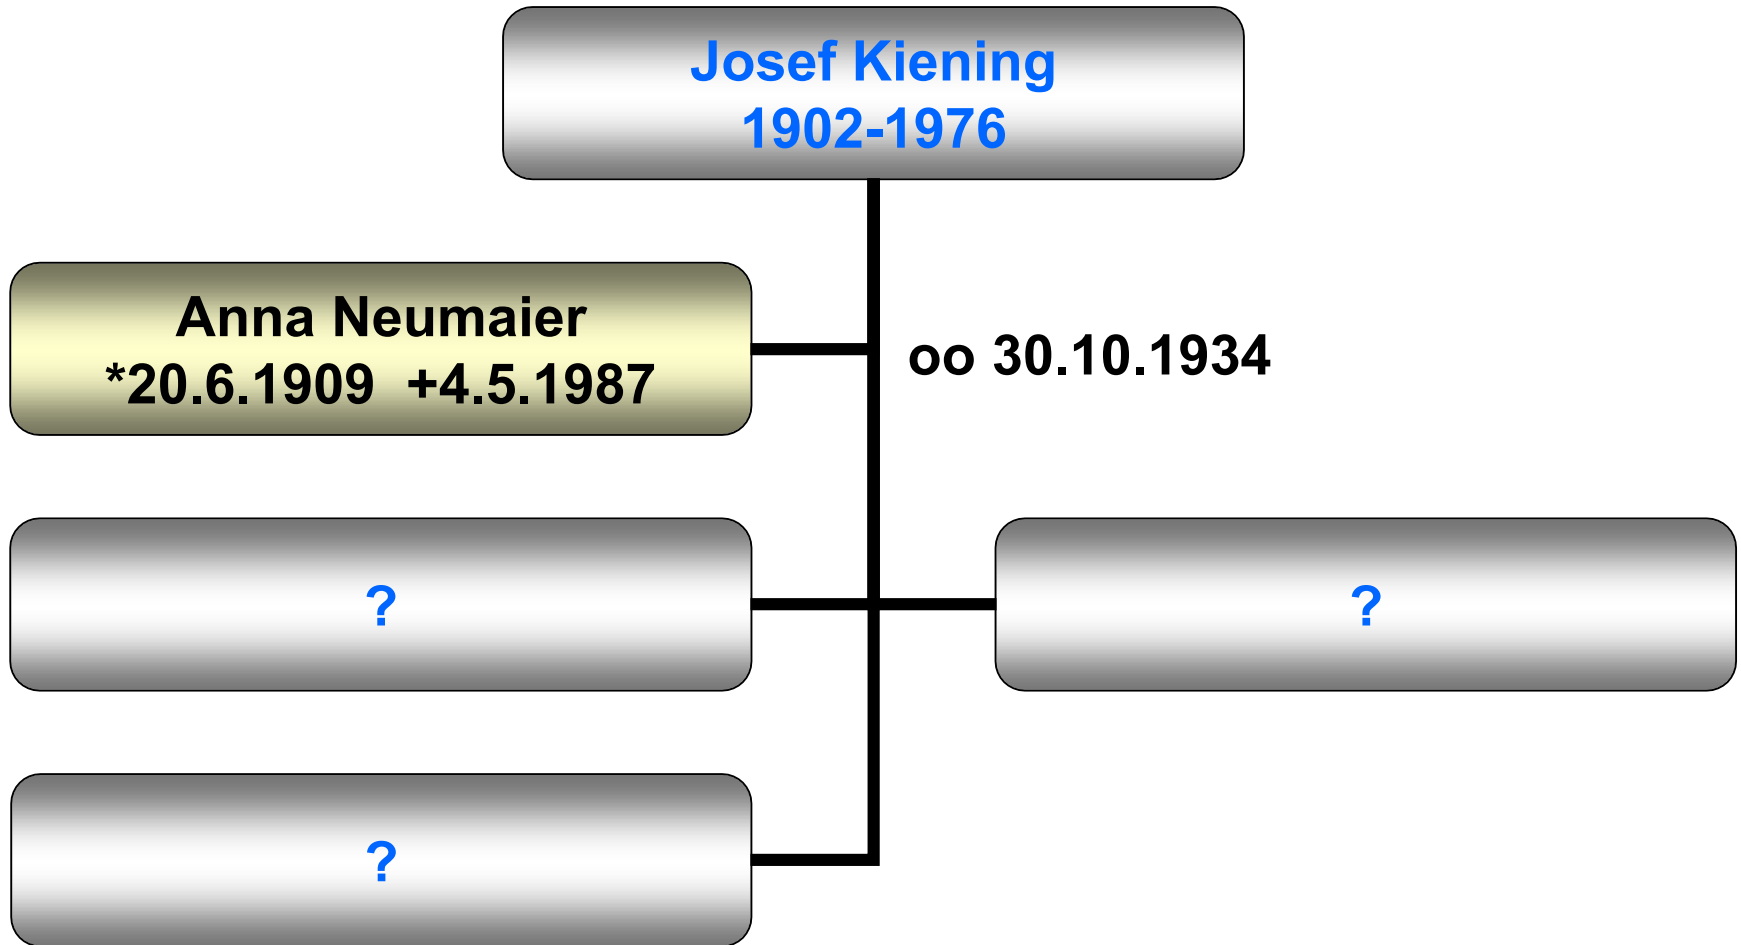 Josef Kiening
1902-1976
Anna Neumaier
*20.6.1909 +4.5.1987
oo 30.10.1934
?
?
?